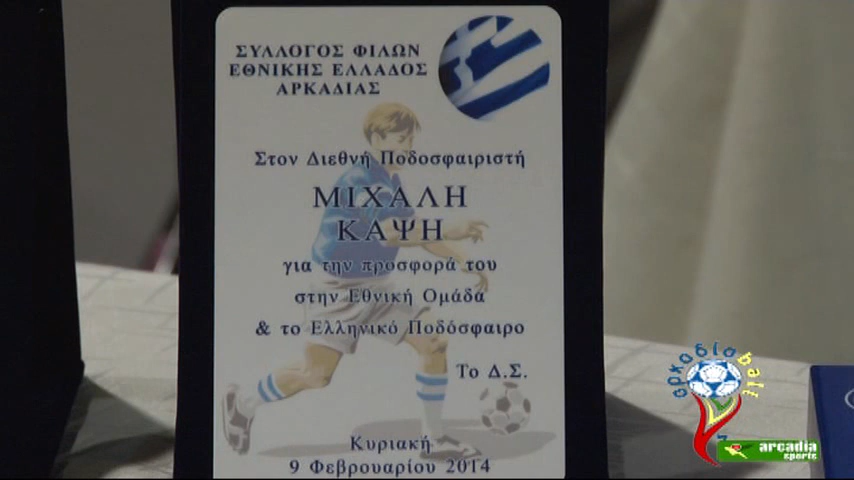 ΣΥΛΛΟΓΟΣ ΦΙΛΩΝ
ΕΘΝΙΚΗΣ ΕΛΛΑΔΟΣ
ΑΡΚΑΔΙΑΣ
Στον Διεθνή Ποδοσφαιριστή
ΜΙΧΑΛΗ
ΚΑΨΗ
για την προσφορά του
στην Εθνική Ομάδα
& το Ελληνικό Ποδόσφαιρο
Το Δ.Σ.
Κυριακή
9 Φεβρουαρίου 2014
αρκαδία
arcadia
sports